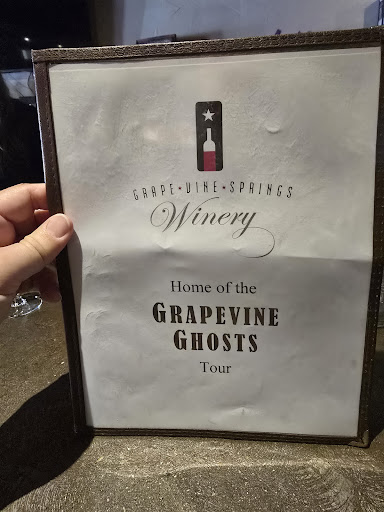 GRAPE★VINE★SPRINGS
Winery
Home of the
GRAPEVINE
GHOSTS
Tour